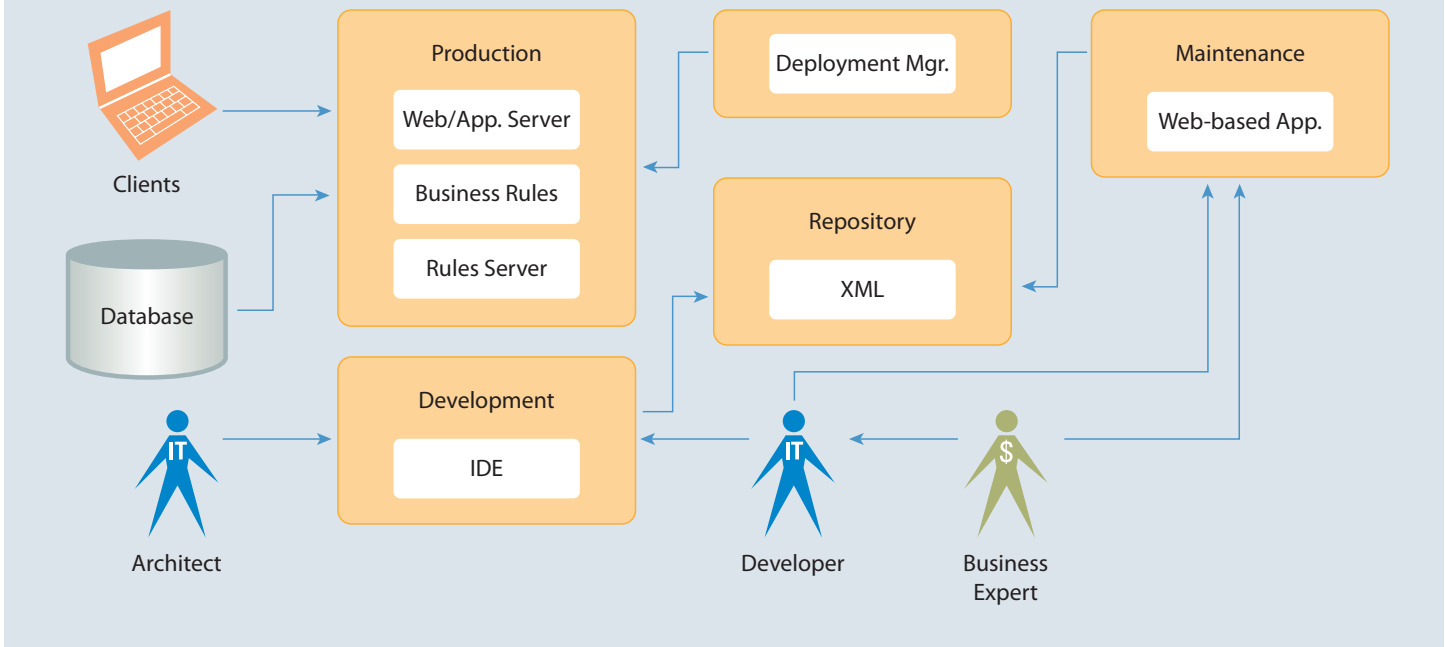 Production
Web/App. Server
Business Rules
Rules Server
Deployment Mgr.
Maintenance
Web-based App.
Clients
Repository
XML
Database
Development
IDE
IT
Architect
IT
Developer
$
Business
Expert